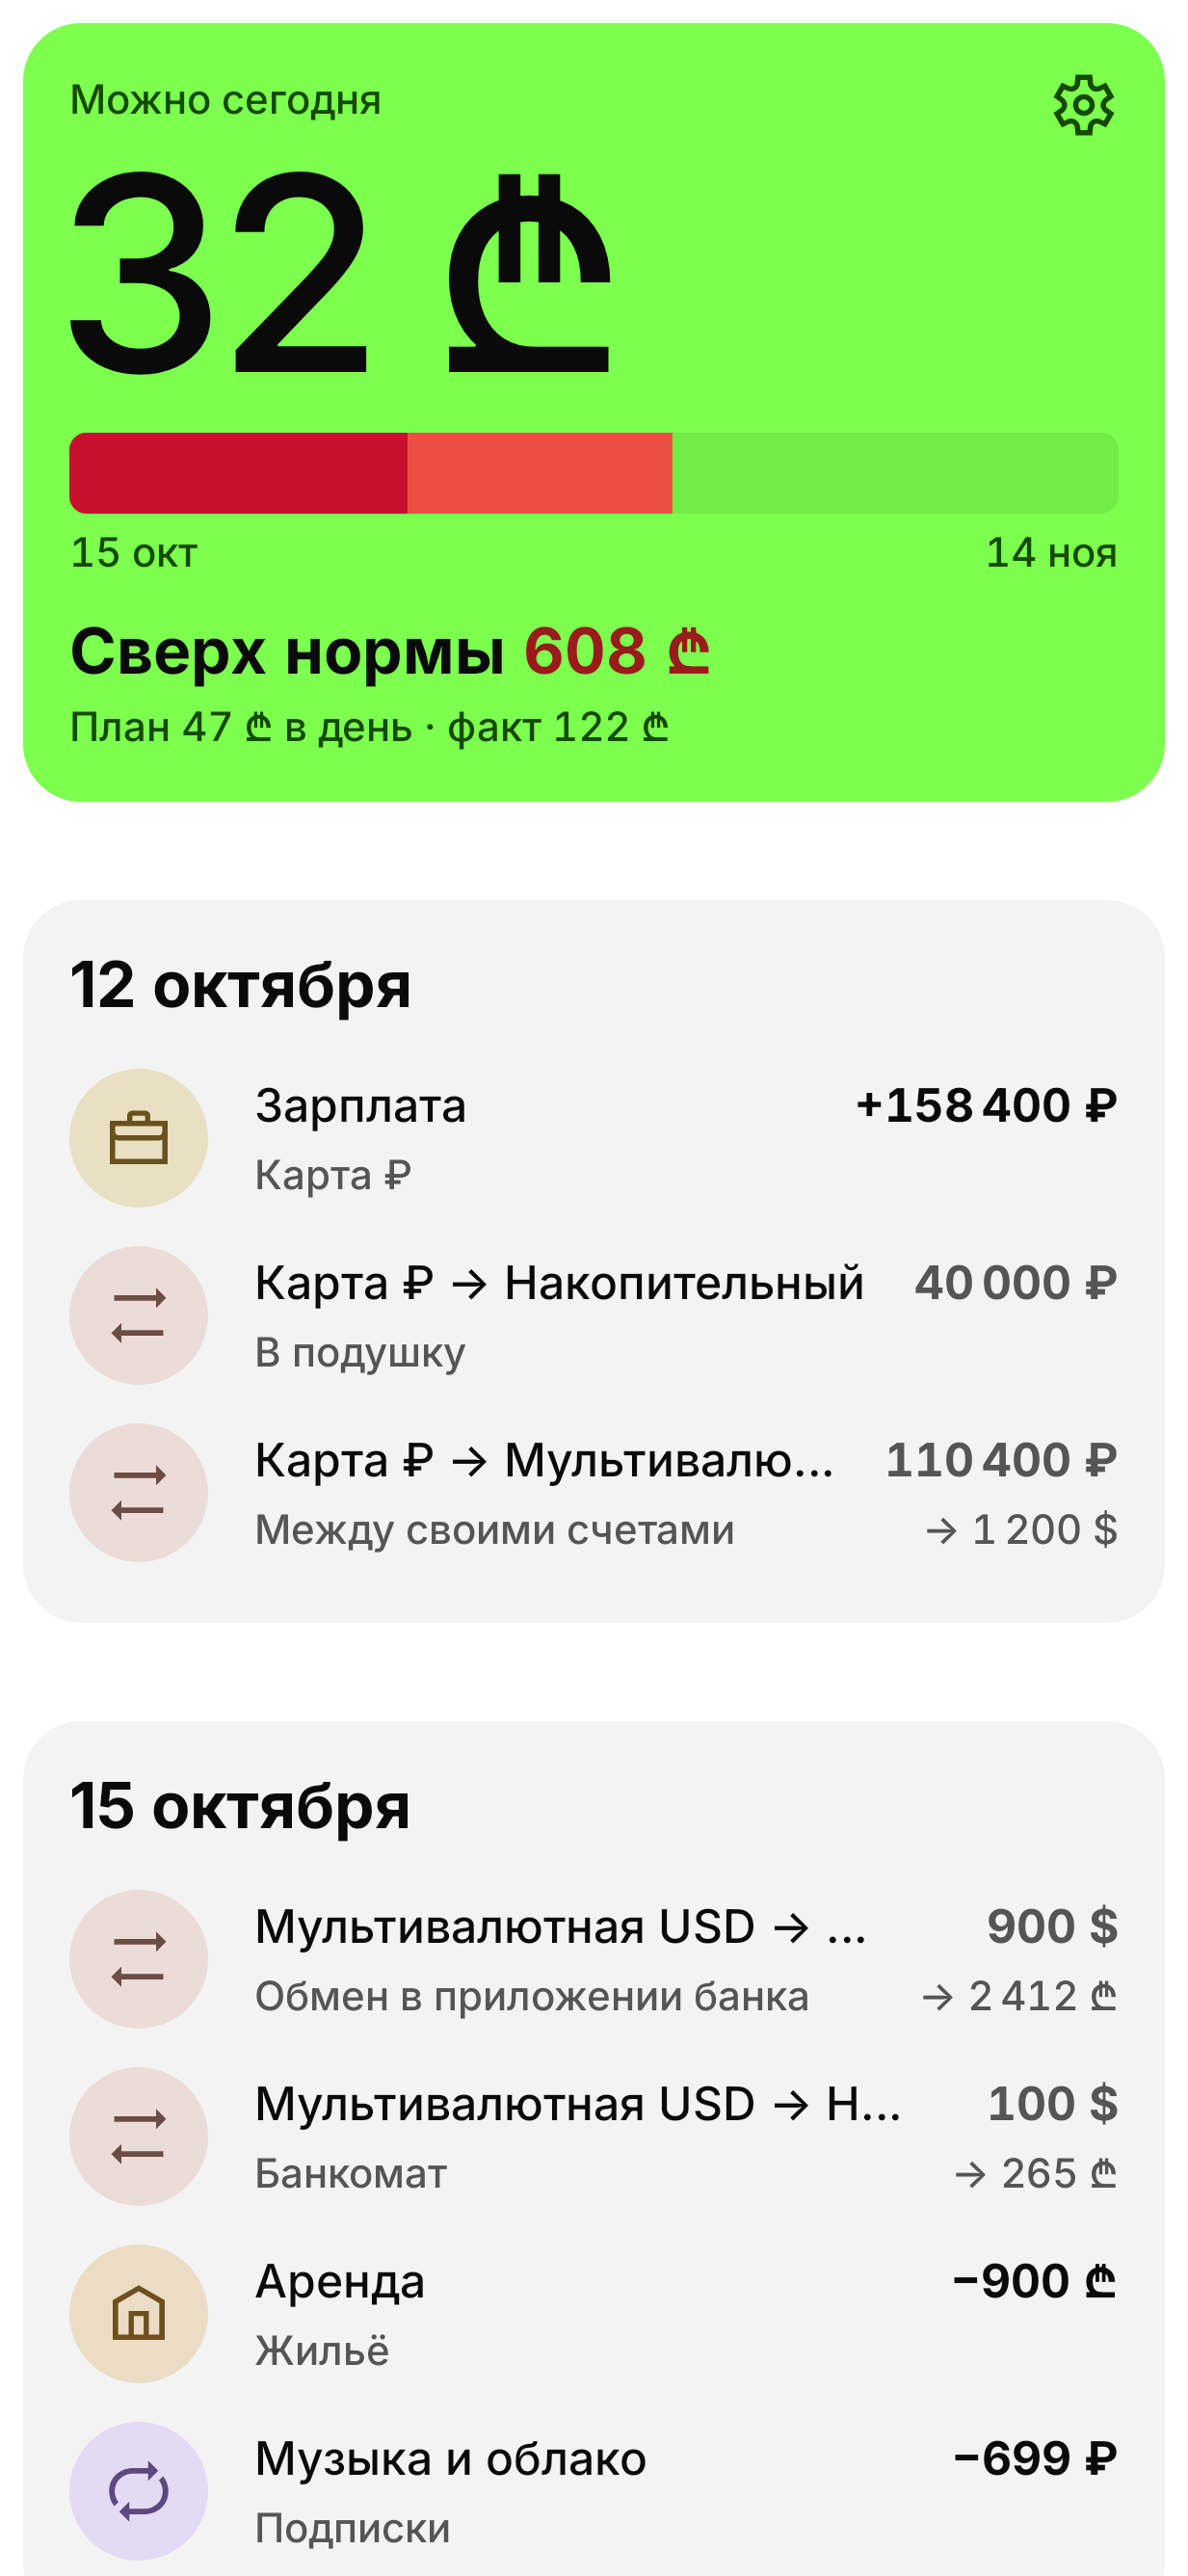 Можно сегодня
32 ₾
15 окт
14 ноя
Сверх нормы 608 ₾
План 47 ₾ в день · факт 122 ₾
12 октября
Зарплата
+158 400 ₽
Карта ₽
Карта ₽ → Накопительный
40 000 ₽
В подушку
Карта ₽ → Мультивалю...
110 400 ₽
Между своими счетами
→ 1 200 $
15 октября
Мультивалютная USD → ...
900 $
Обмен в приложении банка
→ 2 412 ₾
Мультивалютная USD → Н...
100 $
Банкомат
→ 265 ₾
Аренда
−900 ₾
Жильё
Музыка и облако
−699 ₽
Подписки